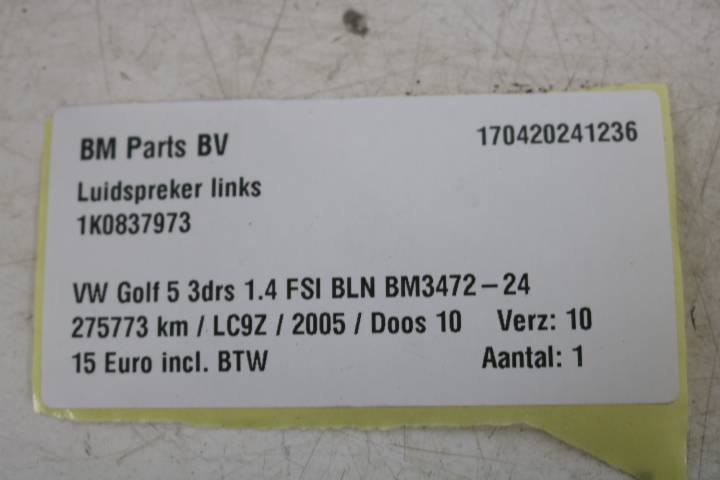 BM Parts BV 170420241236
Luidspreker links
1K0837973
VW Golf 5 3drs 1.4 FSI BLN BM3472-24
275773 km / LC9Z / 2005 / Doos 10 Verz: 10
15 Euro incl. BTW Aantal: 1